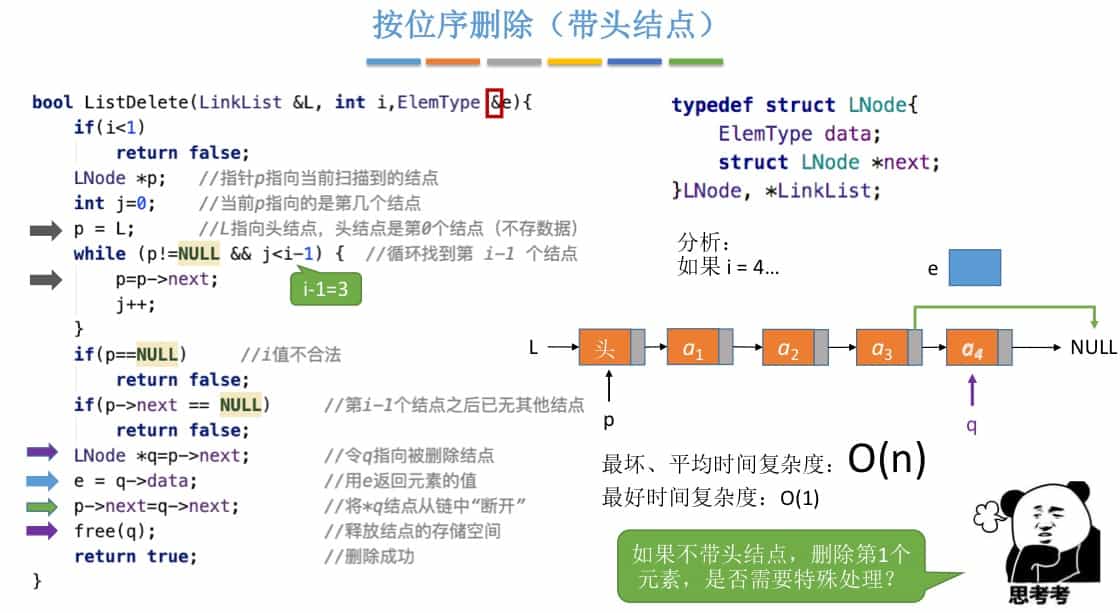 按位序删除（带头结点）
bool ListDelete(LinkList &L, int i,ElemType &e){
if(i<1)
return false;
LNode *p; //指针p指向当前扫描到的结点
int j=0; //当前p指向的是第几个结点
p = L; //L指向头结点，头结点是第0个结点（不存数据）
while (p!=NULL && j<i-1) { //循环找到第 i-1 个结点
p=p->next;
i-1=3
j++;
}
if(p==NULL) //i值不合法
return false;
if(p->next == NULL) //第i-1个结点之后已无其他结点
return false;
LNode *q=p->next; //令q指向被删除结点
e = q->data; //用e返回元素的值
p->next=q->next; //将*q结点从链中“断开”
free(q); //释放结点的存储空间
return true; //删除成功
}
typedef struct LNode{
ElemType data;
struct LNode *next;
}LNode, *LinkList;
分析：
如果 i = 4...
e
L 头 a1 a2 a3 a4 NULL
p
q
最坏、平均时间复杂度：O(n)
最好时间复杂度：O(1)
如果不带头结点，删除第1个
元素，是否需要特殊处理？
思考考